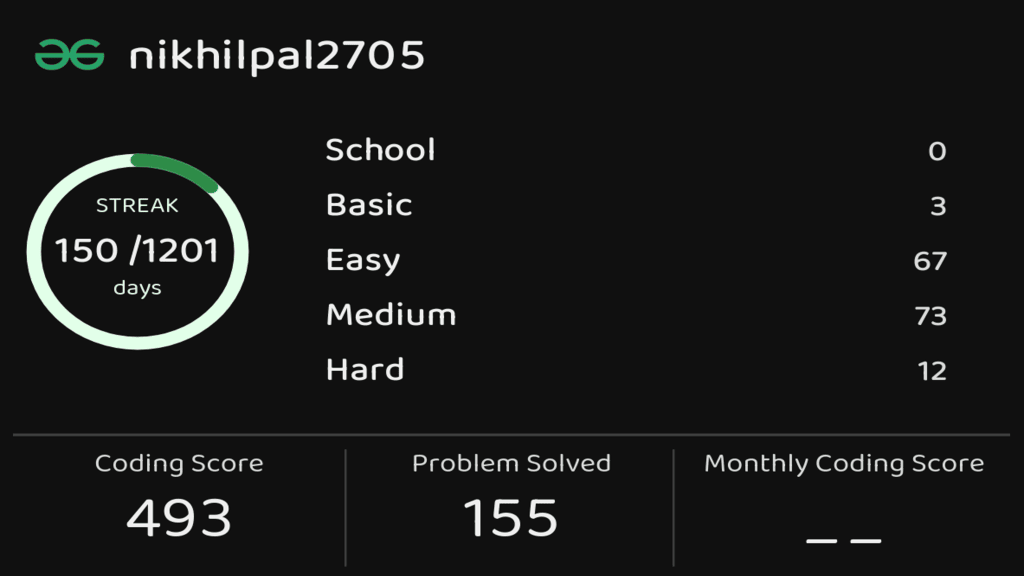 nikhilpal2705
STREAK
150 /1201
days
School 0
Basic 3
Easy 67
Medium 73
Hard 12
Coding Score
493
Problem Solved
155
Monthly Coding Score
_ _